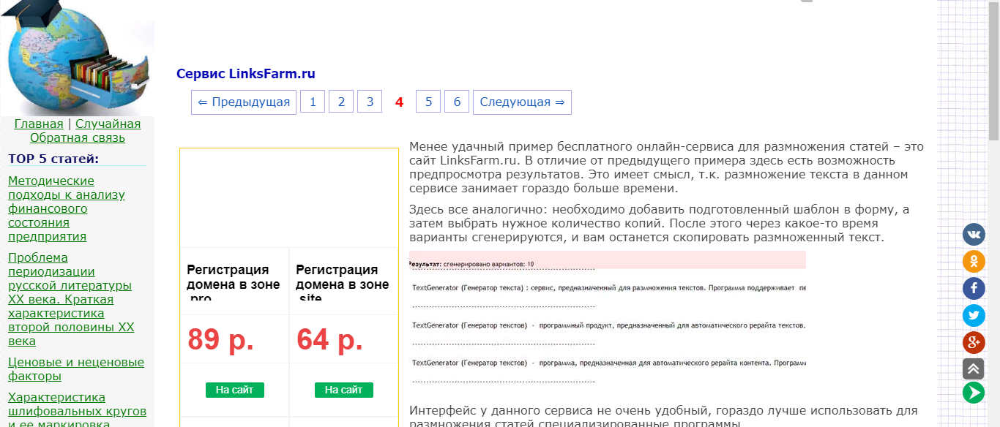 Сервис LinksFarm.ru
⇐ Предыдущая 1 2 3 4 5 6 Следующая ⇒
Главная | Случайная
Обратная связь
TOP 5 статей:
Методические
подходы к анализу
финансового
состояния
предприятия
Проблема
периодизации
русской литературы
ХХ века. Краткая
характеристика
второй половины ХХ
века
Ценовые и неценовые
факторы
Характеристика
шлифовальных кругов
и ее маркировка
Регистрация
домена в зоне
.pro
89 р.
На сайт
Регистрация
домена в зоне
.site
64 р.
На сайт
Менее удачный пример бесплатного онлайн-сервиса для размножения статей – это
сайт LinksFarm.ru. В отличие от предыдущего примера здесь есть возможность
предпросмотра результатов. Это имеет смысл, т.к. размножение текста в данном
сервисе занимает гораздо больше времени.
Здесь все аналогично: необходимо добавить подготовленный шаблон в форму, а
затем выбрать нужное количество копий. После этого через какое-то время
варианты сгенерируются, и вам останется скопировать размноженный текст.
Результат: сгенерировано вариантов: 10
TextGenerator (Генератор текста) : сервис, предназначенный для размножения текстов. Программа поддерживает
TextGenerator (Генератор текстов) - программный продукт, предназначенный для автоматического рерайта текстов.
TextGenerator (Генератор текстов) - программа, предназначенная для автоматического рерайта контента.
Интерфейс у данного сервиса не очень удобный, гораздо лучше использовать для
размножения статей специализированные программы